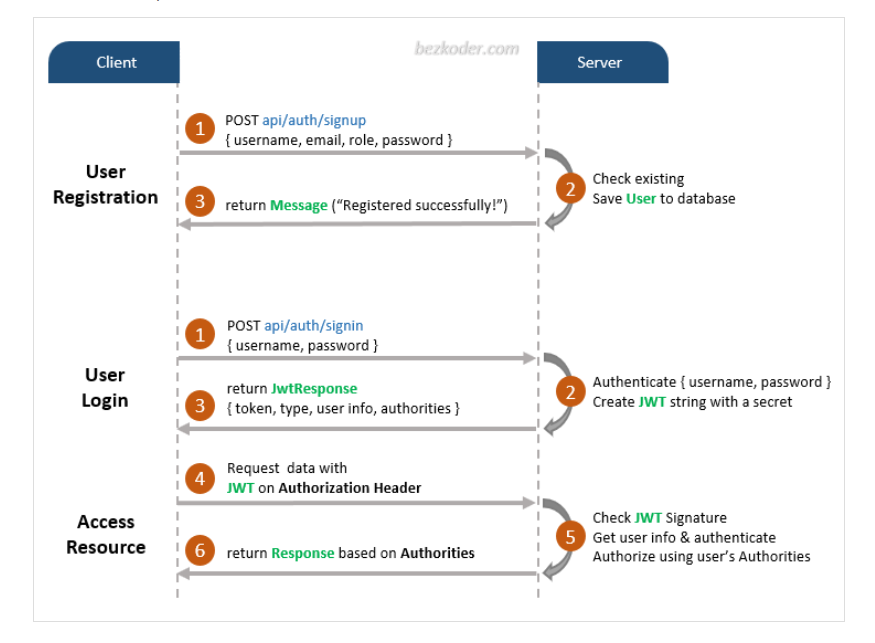 bezkoder.com
Client
Server
1
POST api/auth/signup
{ username, email, role, password }
User
Registration
2
Check existing
Save User to database
3
return Message (“Registered successfully!”)
1
POST api/auth/signin
{ username, password }
User
Login
2
Authenticate { username, password }
Create JWT string with a secret
3
return JwtResponse
{ token, type, user info, authorities }
4
Request data with
JWT on Authorization Header
Access
Resource
5
Check JWT Signature
Get user info & authenticate
Authorize using user’s Authorities
6
return Response based on Authorities